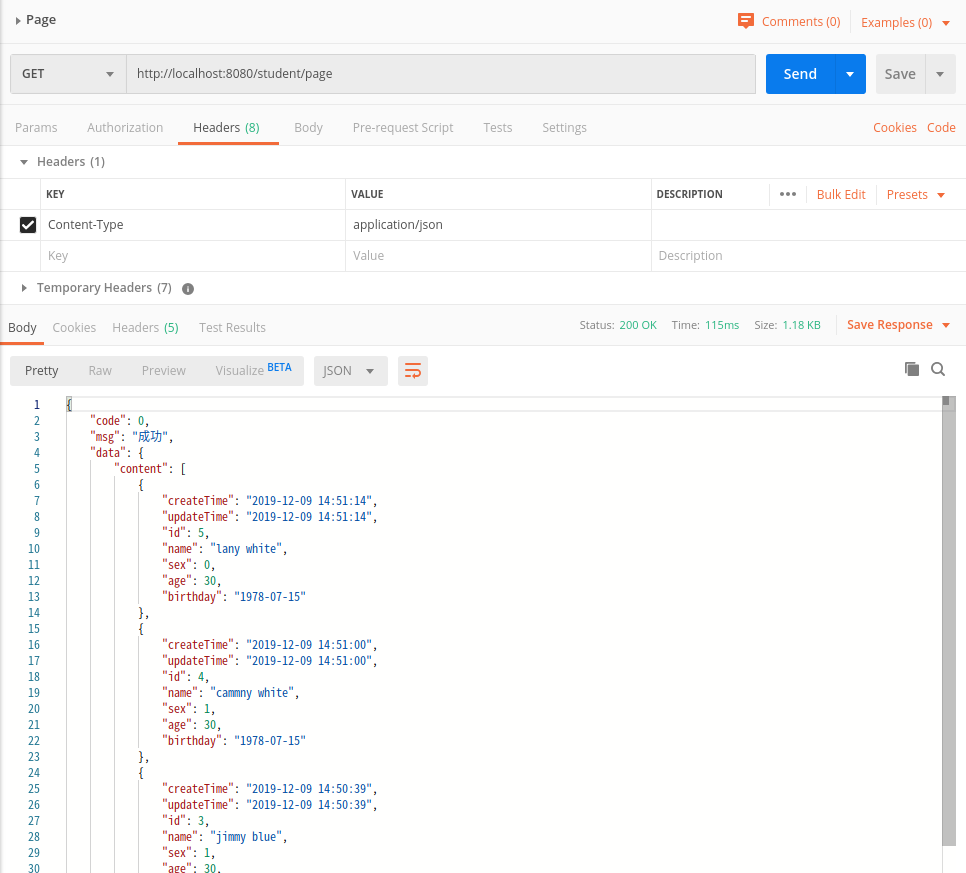 Page Comments (0) Examples (0)
GET http://localhost:8080/student/page Send Save
Params Authorization Headers (8) Body Pre-request Script Tests Settings Cookies Code
Headers (1)
KEY VALUE DESCRIPTION ••• Bulk Edit Presets
Content-Type application/json
Key Value Description
Temporary Headers (7) i
Body Cookies Headers (5) Test Results Status: 200 OK Time: 115ms Size: 1.18 KB Save Response
Pretty Raw Preview Visualize BETA JSON
1 {
2 "code": 0,
3 "msg": "成功",
4 "data": {
5 "content": [
6 {
7 "createTime": "2019-12-09 14:51:14",
8 "updateTime": "2019-12-09 14:51:14",
9 "id": 5,
10 "name": "lany white",
11 "sex": 0,
12 "age": 30,
13 "birthday": "1978-07-15"
14 },
15 {
16 "createTime": "2019-12-09 14:51:00",
17 "updateTime": "2019-12-09 14:51:00",
18 "id": 4,
19 "name": "cammny white",
20 "sex": 1,
21 "age": 30,
22 "birthday": "1978-07-15"
23 },
24 {
25 "createTime": "2019-12-09 14:50:39",
26 "updateTime": "2019-12-09 14:50:39",
27 "id": 3,
28 "name": "jimmy blue",
29 "sex": 1,
30 "age": 30,